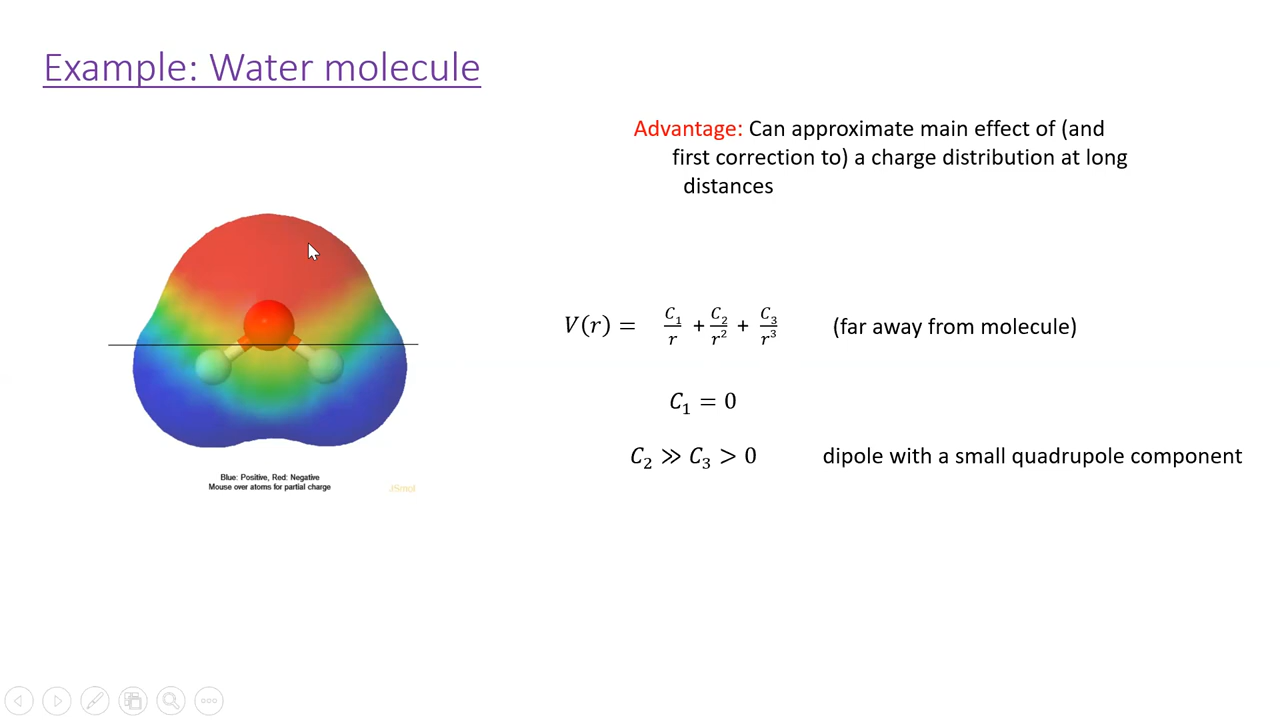 Example: Water molecule
Advantage: Can approximate main effect of (and
first correction to) a charge distribution at long
distances
V(r) = C₁/r + C₂/r² + C₃/r³ (far away from molecule)
C₁ = 0
C₂ ≫ C₃ > 0 dipole with a small quadrupole component
Blue: Positive, Red: Negative
Mouse over atoms for partial charge
JSmol